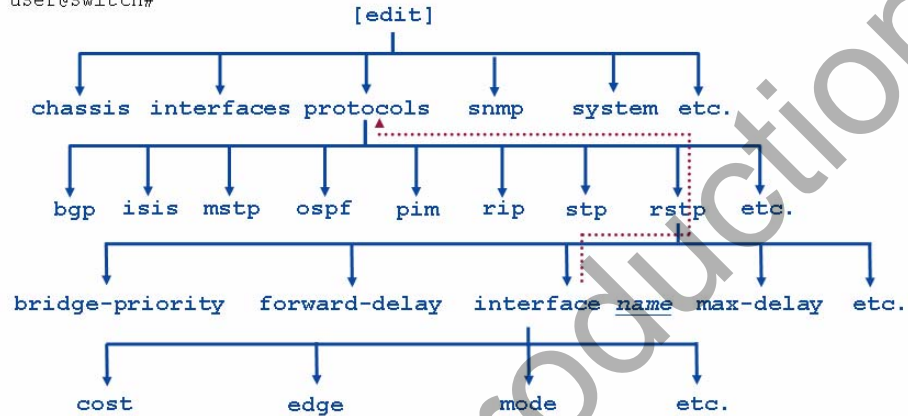 user@switch#
[edit]
chassis interfaces protocols snmp system etc.
bgp isis mstp ospf pim rip stp rstp etc.
bridge-priority forward-delay interface name max-delay etc.
cost edge mode etc.